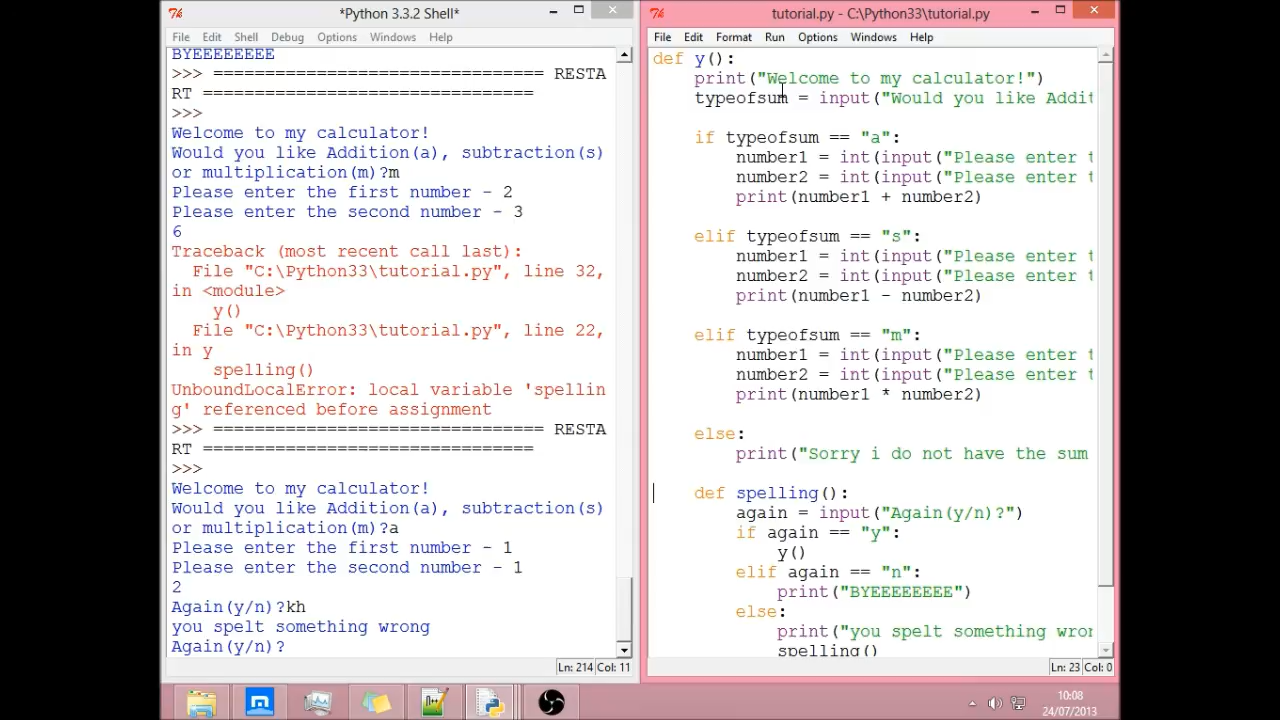 *Python 3.3.2 Shell*
File Edit Shell Debug Options Windows Help
BYEEEEEEEE
>>> ================================ RESTA
RT ================================
>>>
Welcome to my calculator!
Would you like Addition(a), subtraction(s)
or multiplication(m)?m
Please enter the first number - 2
Please enter the second number - 3
6
Traceback (most recent call last):
File "C:\Python33\tutorial.py", line 32,
in <module>
y()
File "C:\Python33\tutorial.py", line 22,
in y
spelling()
UnboundLocalError: local variable 'spellin
g' referenced before assignment
>>> ================================ RESTA
RT ================================
>>>
Welcome to my calculator!
Would you like Addition(a), subtraction(s)
or multiplication(m)?a
Please enter the first number - 1
Please enter the second number - 1
2
Again(y/n)?kh
you spelt something wrong
Again(y/n)?
Ln: 214 Col: 11
tutorial.py - C:\Python33\tutorial.py
File Edit Format Run Options Windows Help
def y():
print("Welcome to my calculator!")
typeofsum = input("Would you like Addit
if typeofsum == "a":
number1 = int(input("Please enter t
number2 = int(input("Please enter t
print(number1 + number2)
elif typeofsum == "s":
number1 = int(input("Please enter t
number2 = int(input("Please enter t
print(number1 - number2)
elif typeofsum == "m":
number1 = int(input("Please enter t
number2 = int(input("Please enter t
print(number1 * number2)
else:
print("Sorry i do not have the sum
def spelling():
again = input("Again(y/n)?")
if again == "y":
y()
elif again == "n":
print("BYEEEEEEEE")
else:
print("you spelt something wron
spelling()
Ln: 23 Col: 0
10:08
24/07/2013